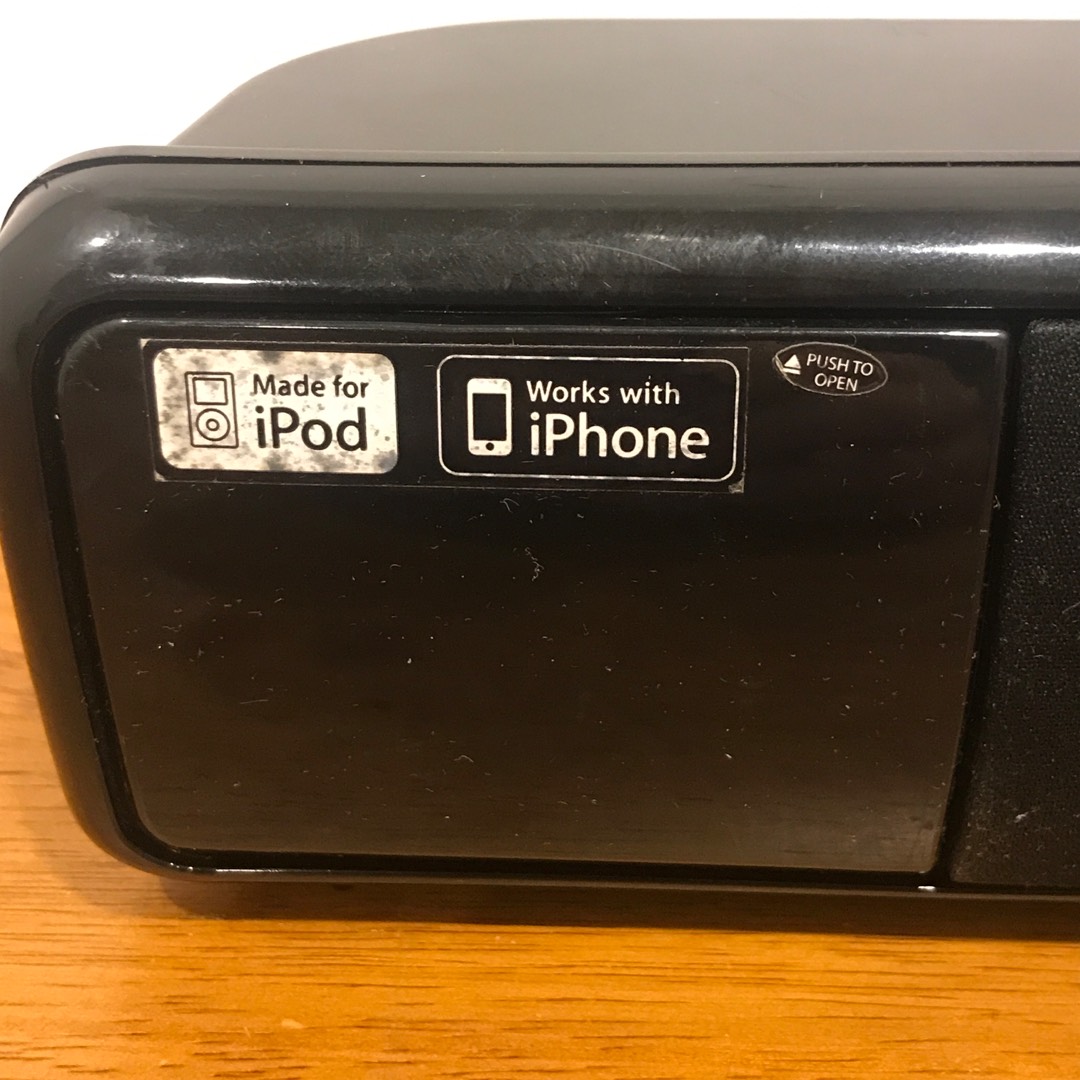 Made for
iPod
Works with
iPhone
PUSH TO
OPEN